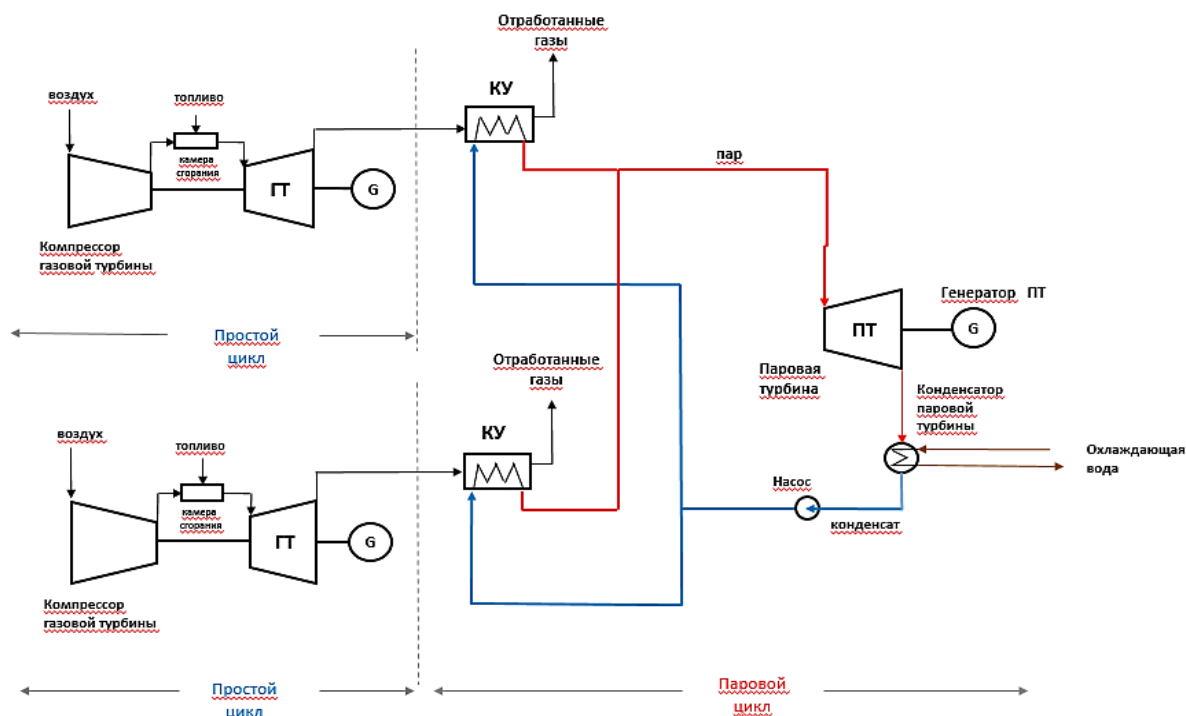 Отработанные
газы
КУ
воздух
топливо
камера
сгорания
ГТ
G
Компрессор
газовой турбины
пар
Простой
цикл
Генератор ПТ
G
ПТ
Паровая
турбина
Конденсатор
паровой
турбины
Охлаждающая
вода
Насос
конденсат
Отработанные
газы
КУ
воздух
топливо
камера
сгорания
ГТ
G
Компрессор
газовой турбины
Простой
цикл
Паровой
цикл